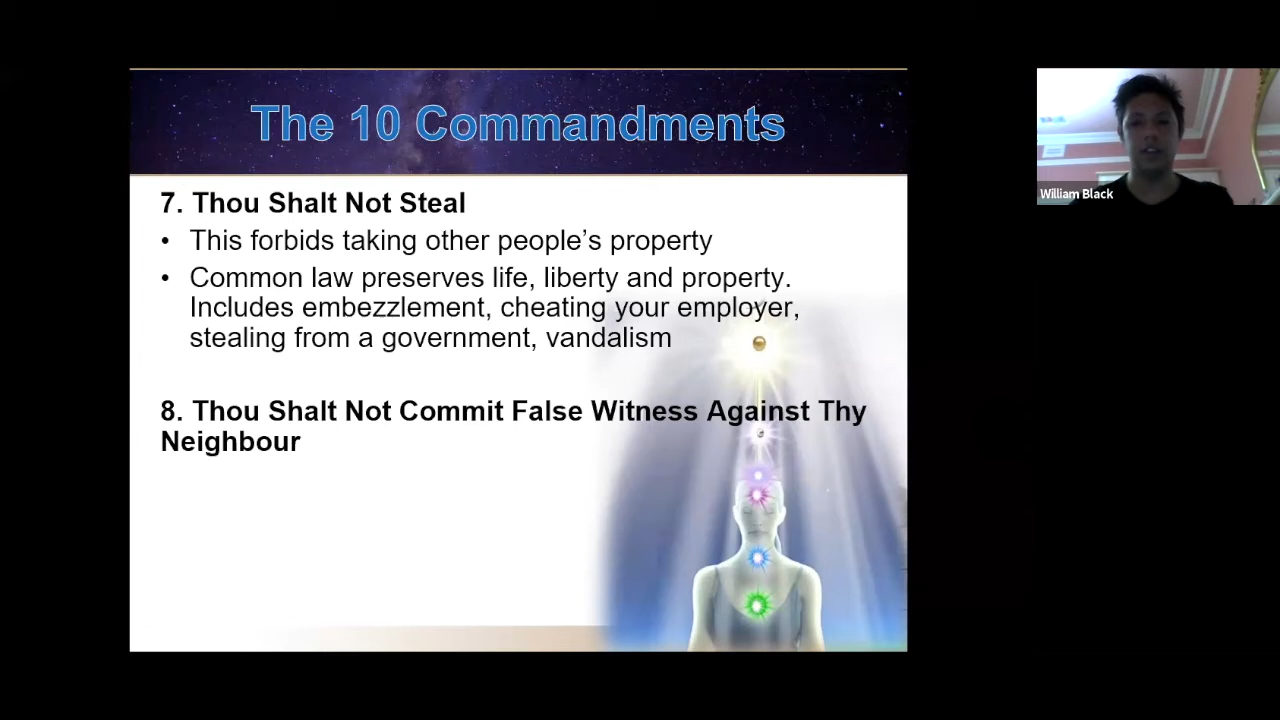 The 10 Commandments
7. Thou Shalt Not Steal
• This forbids taking other people’s property
• Common law preserves life, liberty and property.
Includes embezzlement, cheating your employer,
stealing from a government, vandalism
8. Thou Shalt Not Commit False Witness Against Thy
Neighbour
William Black